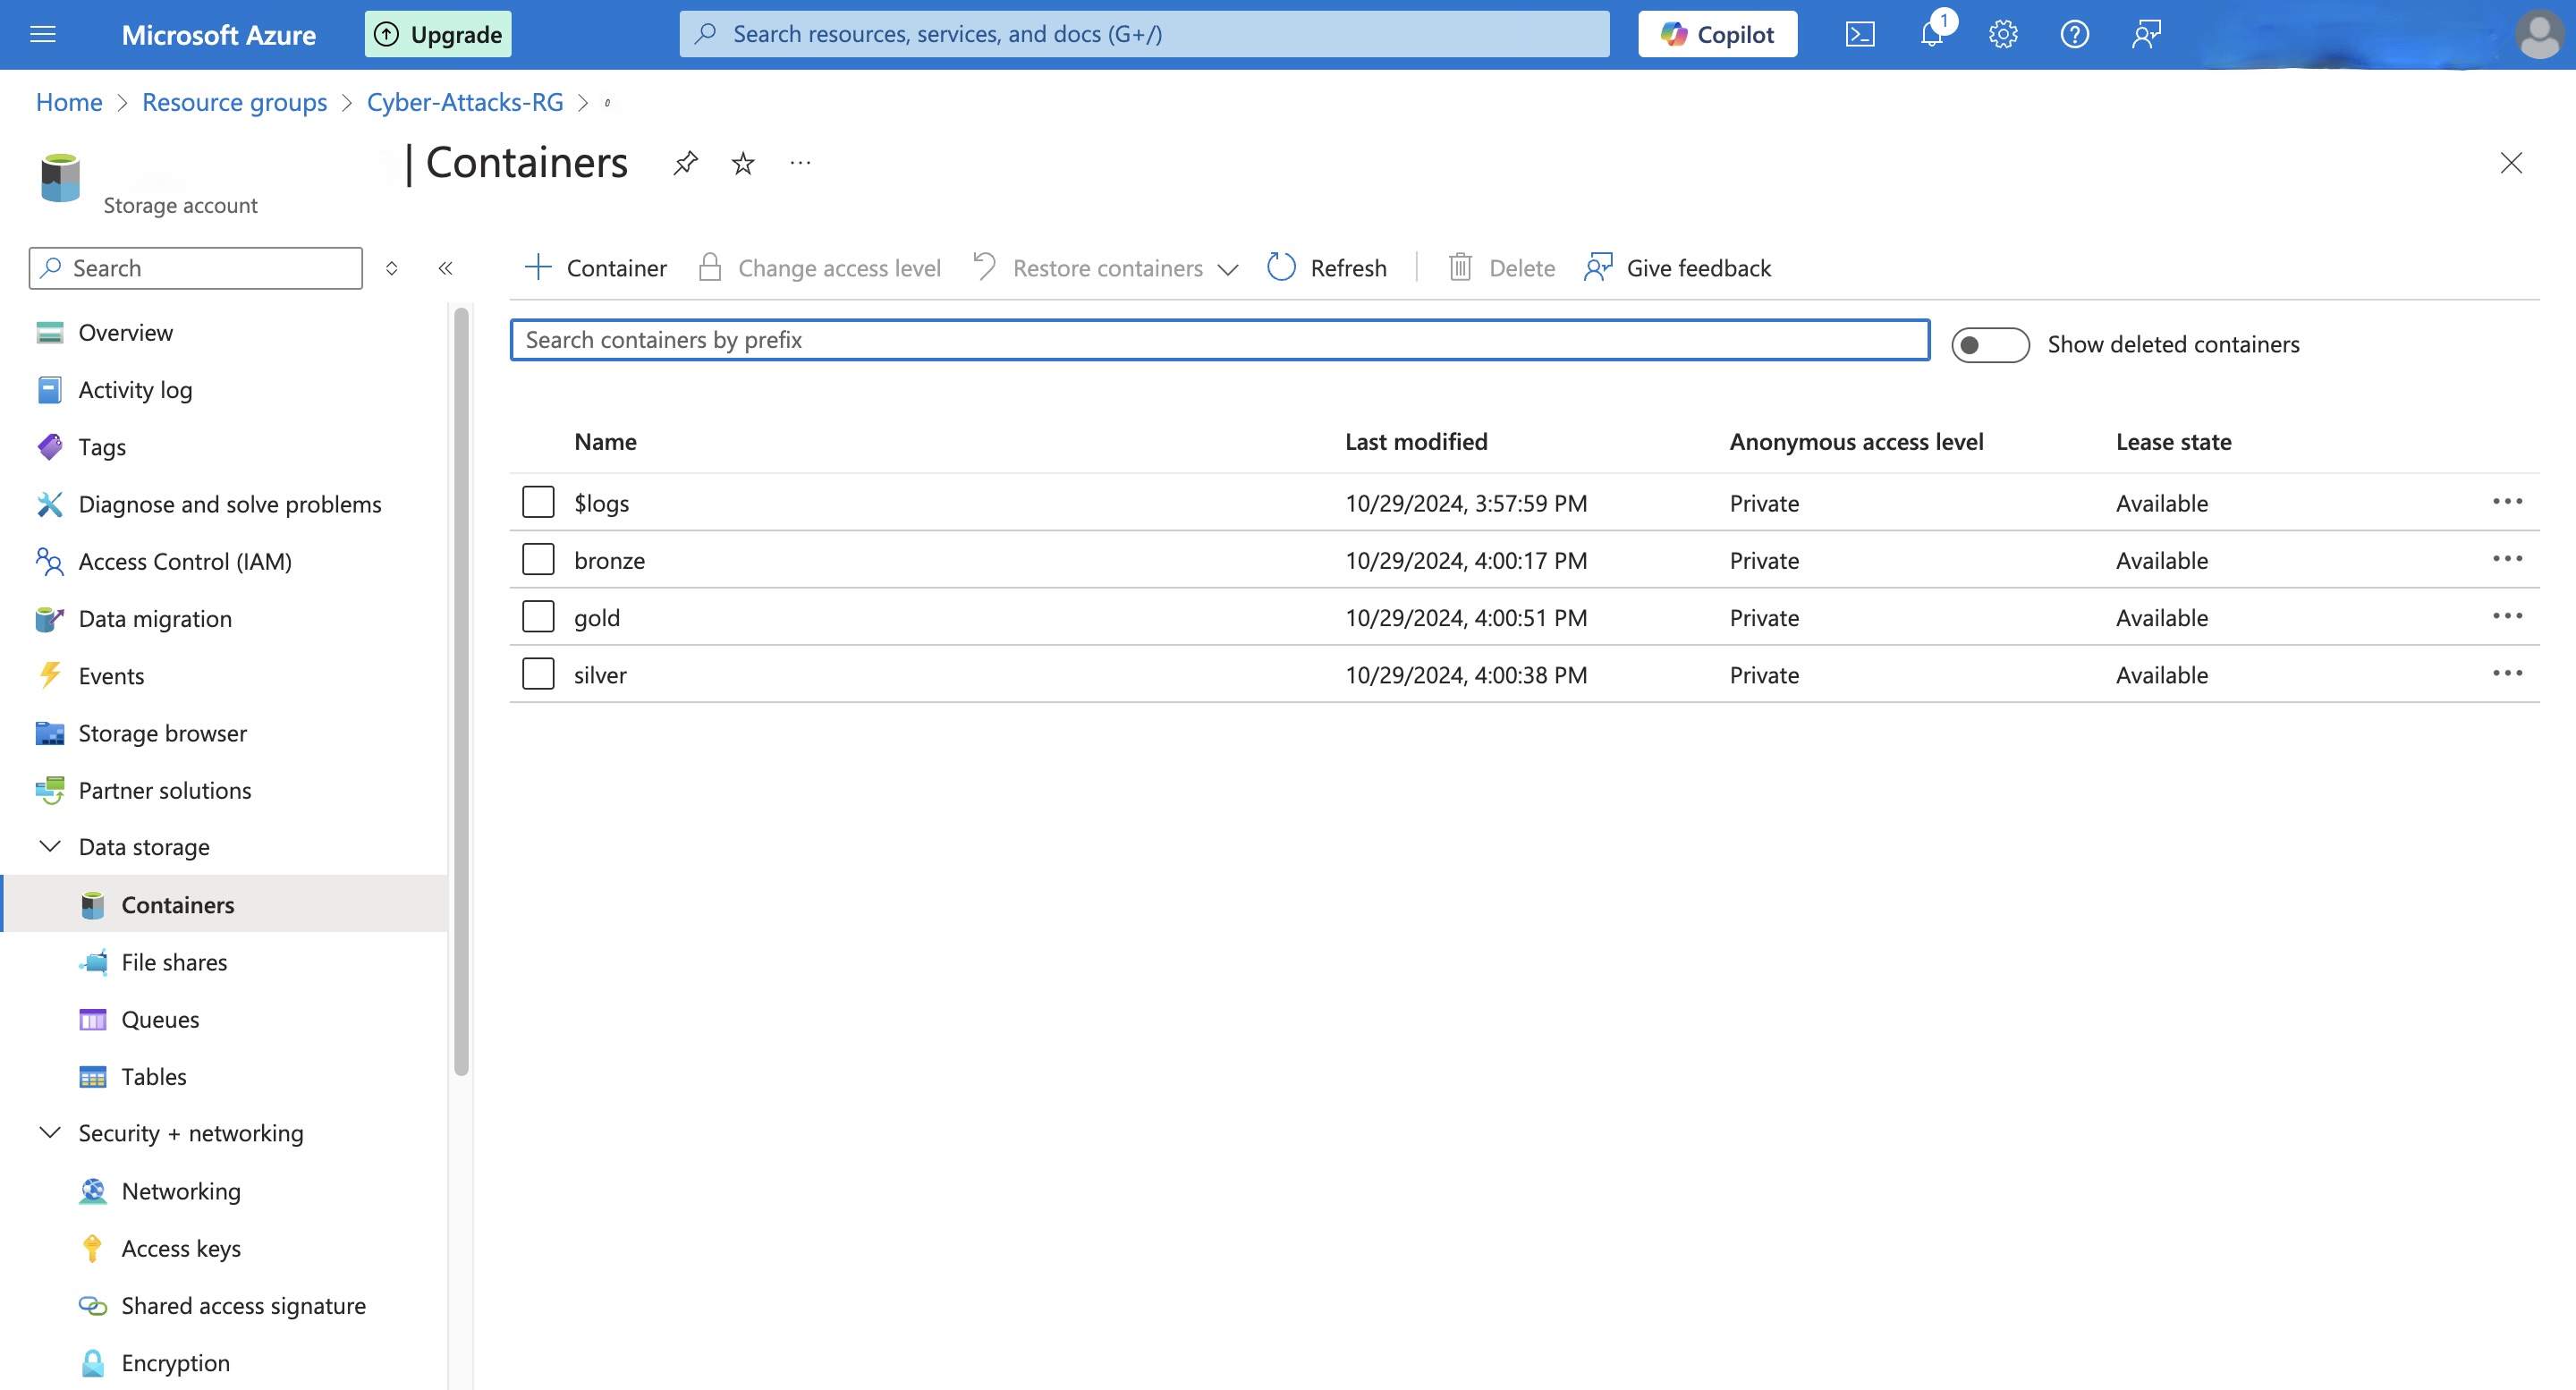 Microsoft Azure
Upgrade
Search resources, services, and docs (G+/)
Copilot
1
Home > Resource groups > Cyber-Attacks-RG >
| Containers
Storage account
Search
Container
Change access level
Restore containers
Refresh
Delete
Give feedback
Search containers by prefix
Show deleted containers
Overview
Activity log
Tags
Diagnose and solve problems
Access Control (IAM)
Data migration
Events
Storage browser
Partner solutions
Data storage
Containers
File shares
Queues
Tables
Security + networking
Networking
Access keys
Shared access signature
Encryption
Name Last modified Anonymous access level Lease state
$logs 10/29/2024, 3:57:59 PM Private Available
bronze 10/29/2024, 4:00:17 PM Private Available
gold 10/29/2024, 4:00:51 PM Private Available
silver 10/29/2024, 4:00:38 PM Private Available